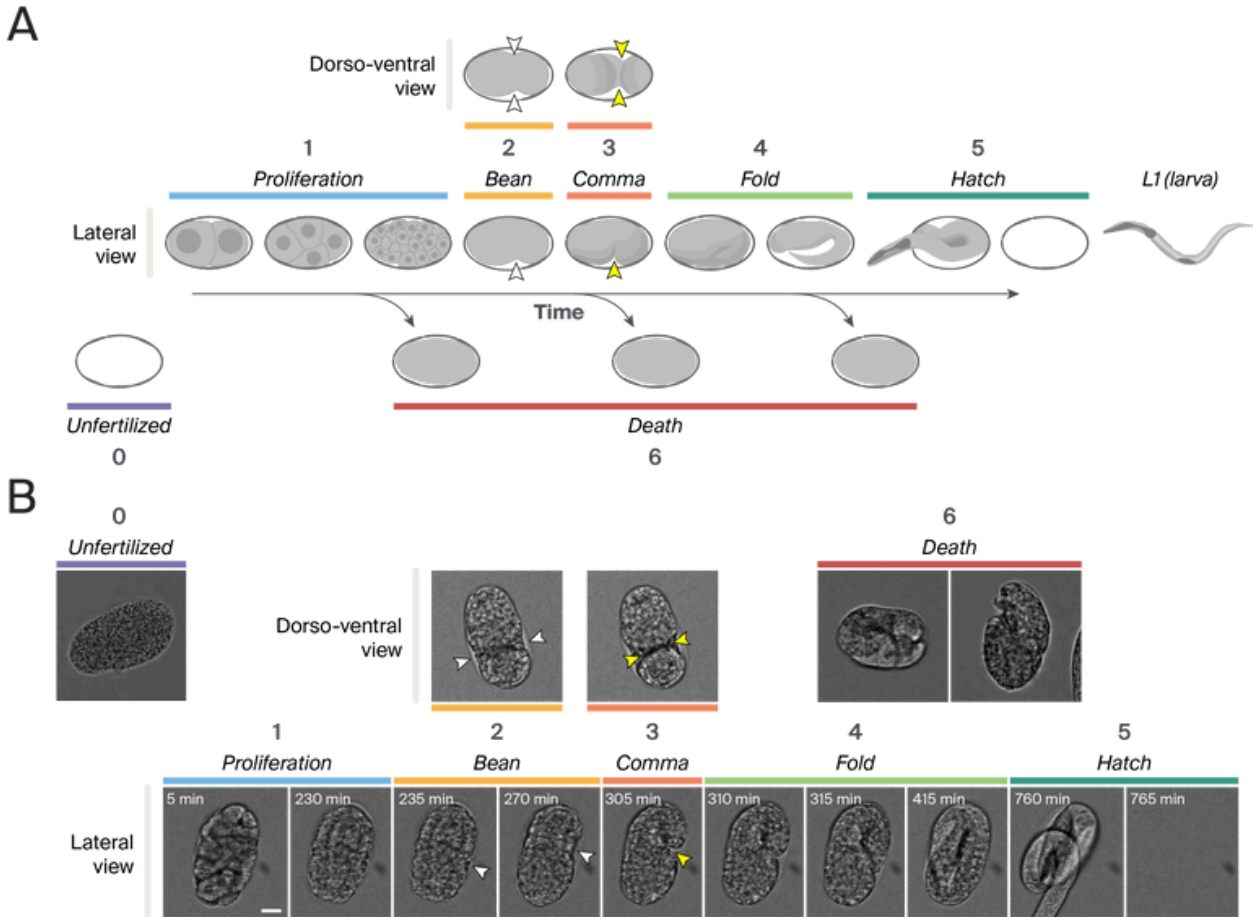 A
Dorso-ventral
view
1 2 3 4 5
Proliferation Bean Comma Fold Hatch L1 (larva)
Lateral
view
Time
Unfertilized Death
0 6
B
0 6
Unfertilized Death
Dorso-ventral
view
1 2 3 4 5
Proliferation Bean Comma Fold Hatch
5 min 230 min 235 min 270 min 305 min 310 min 315 min 415 min 760 min 765 min
Lateral
view